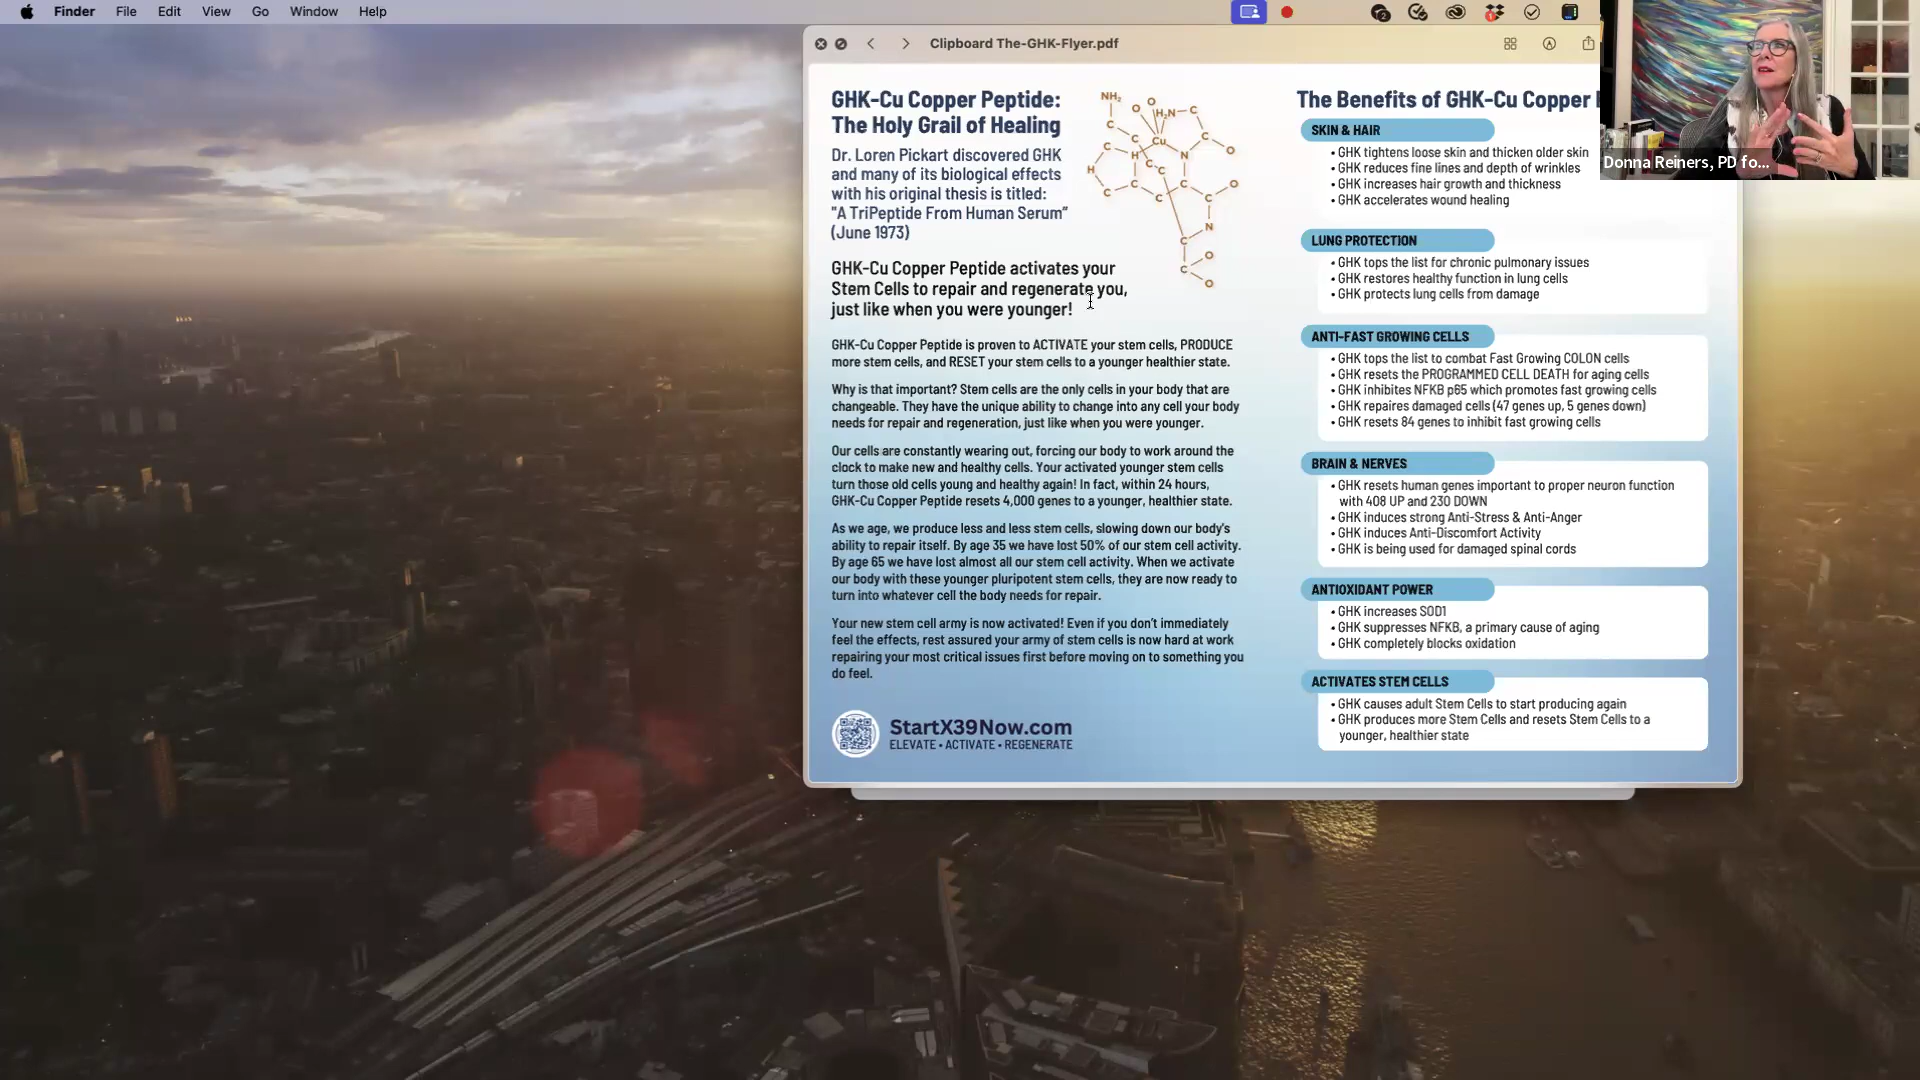 Finder File Edit View Go Window Help
Clipboard The-GHK-Flyer.pdf
GHK-Cu Copper Peptide:
The Holy Grail of Healing
Dr. Loren Pickart discovered GHK
and many of its biological effects
with his original thesis is titled:
"A TriPeptide From Human Serum"
(June 1973)
GHK-Cu Copper Peptide activates your
Stem Cells to repair and regenerate you,
just like when you were younger!
GHK-Cu Copper Peptide is proven to ACTIVATE your stem cells, PRODUCE
more stem cells, and RESET your stem cells to a younger healthier state.
Why is that important? Stem cells are the only cells in your body that are
changeable. They have the unique ability to change into any cell your body
needs for repair and regeneration, just like when you were younger.
Our cells are constantly wearing out, forcing our body to work around the
clock to make new and healthy cells. Your activated younger stem cells
turn those old cells young and healthy again! In fact, within 24 hours,
GHK-Cu Copper Peptide resets 4,000 genes to a younger, healthier state.
As we age, we produce less and less stem cells, slowing down our body's
ability to repair itself. By age 35 we have lost 50% of our stem cell activity.
By age 65 we have lost almost all our stem cell activity. When we activate
our body with these younger pluripotent stem cells, they are now ready to
turn into whatever cell the body needs for repair.
Your new stem cell army is now activated! Even if you don't immediately
feel the effects, rest assured your army of stem cells is now hard at work
repairing your most critical issues first before moving on to something you
do feel.
StartX39Now.com
ELEVATE • ACTIVATE • REGENERATE
NH₂
O
O
H₂N
C
C
C
Cu
C
C
H
N
O
H
C
C
C
C
C
O
C
C
C
N
C
O
C
O
The Benefits of GHK-Cu Copper
SKIN & HAIR
• GHK tightens loose skin and thicken older skin
• GHK reduces fine lines and depth of wrinkles
• GHK increases hair growth and thickness
• GHK accelerates wound healing
LUNG PROTECTION
• GHK tops the list for chronic pulmonary issues
• GHK restores healthy function in lung cells
• GHK protects lung cells from damage
ANTI-FAST GROWING CELLS
• GHK tops the list to combat Fast Growing COLON cells
• GHK resets the PROGRAMMED CELL DEATH for aging cells
• GHK inhibites NFKB p65 which promotes fast growing cells
• GHK repaires damaged cells (47 genes up, 5 genes down)
• GHK resets 84 genes to inhibit fast growing cells
BRAIN & NERVES
• GHK resets human genes important to proper neuron function
with 408 UP and 230 DOWN
• GHK induces strong Anti-Stress & Anti-Anger
• GHK induces Anti-Discomfort Activity
• GHK is being used for damaged spinal cords
ANTIOXIDANT POWER
• GHK increases SOD1
• GHK suppresses NFKB, a primary cause of aging
• GHK completely blocks oxidation
ACTIVATES STEM CELLS
• GHK causes adult Stem Cells to start producing again
• GHK produces more Stem Cells and resets Stem Cells to a
younger, healthier state
Donna Reiners, PD fo...